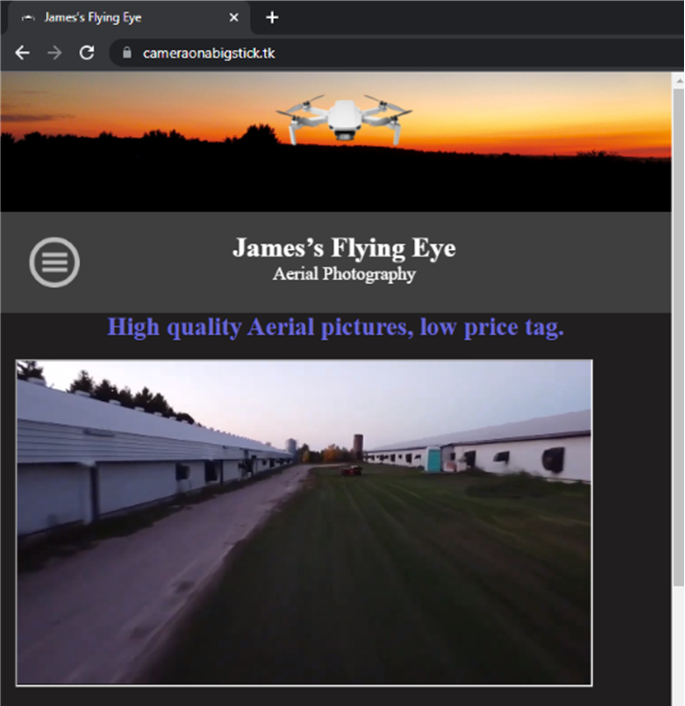 James's Flying Eye
cameraonabigstick.tk
James’s Flying Eye
Aerial Photography
High quality Aerial pictures, low price tag.